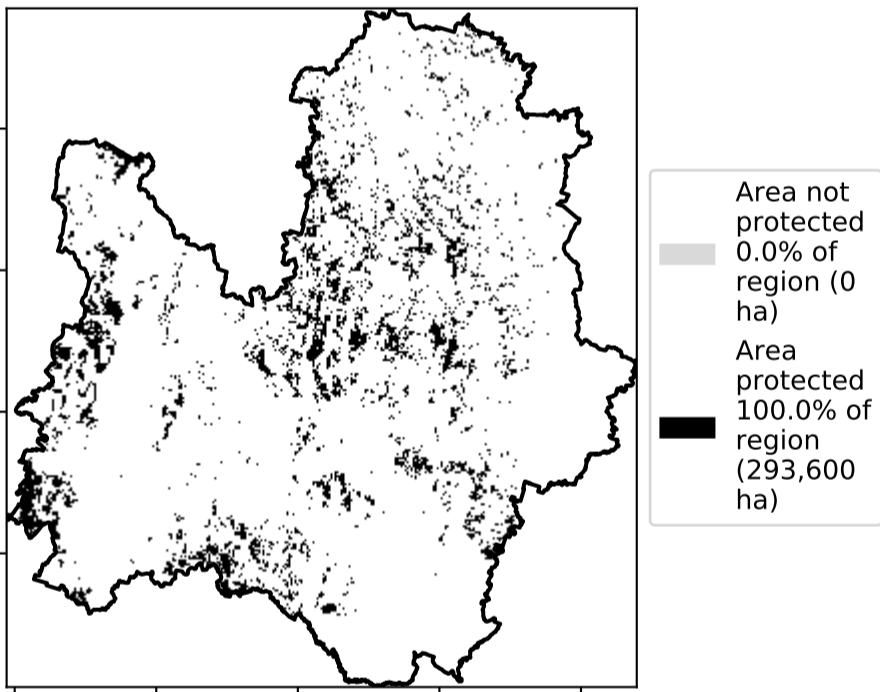 Area not
protected
0.0% of
region (0
ha)
Area
protected
100.0% of
region
(293,600
ha)